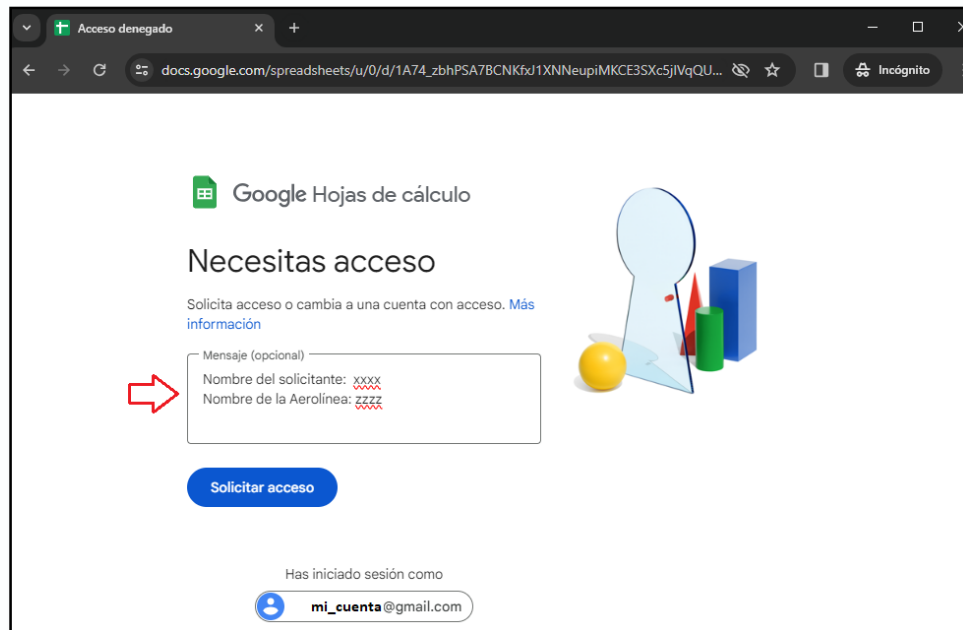 Acceso denegado
docs.google.com/spreadsheets/u/0/d/1A74_zbhPSA7BCNKfxJ1XNNeupiMKCE3SXc5jIVqQU...
Incógnito
Google Hojas de cálculo
Necesitas acceso
Solicita acceso o cambia a una cuenta con acceso. Más
información
Mensaje (opcional)
Nombre del solicitante: xxxx
Nombre de la Aerolínea: zzzz
Solicitar acceso
Has iniciado sesión como
mi_cuenta@gmail.com